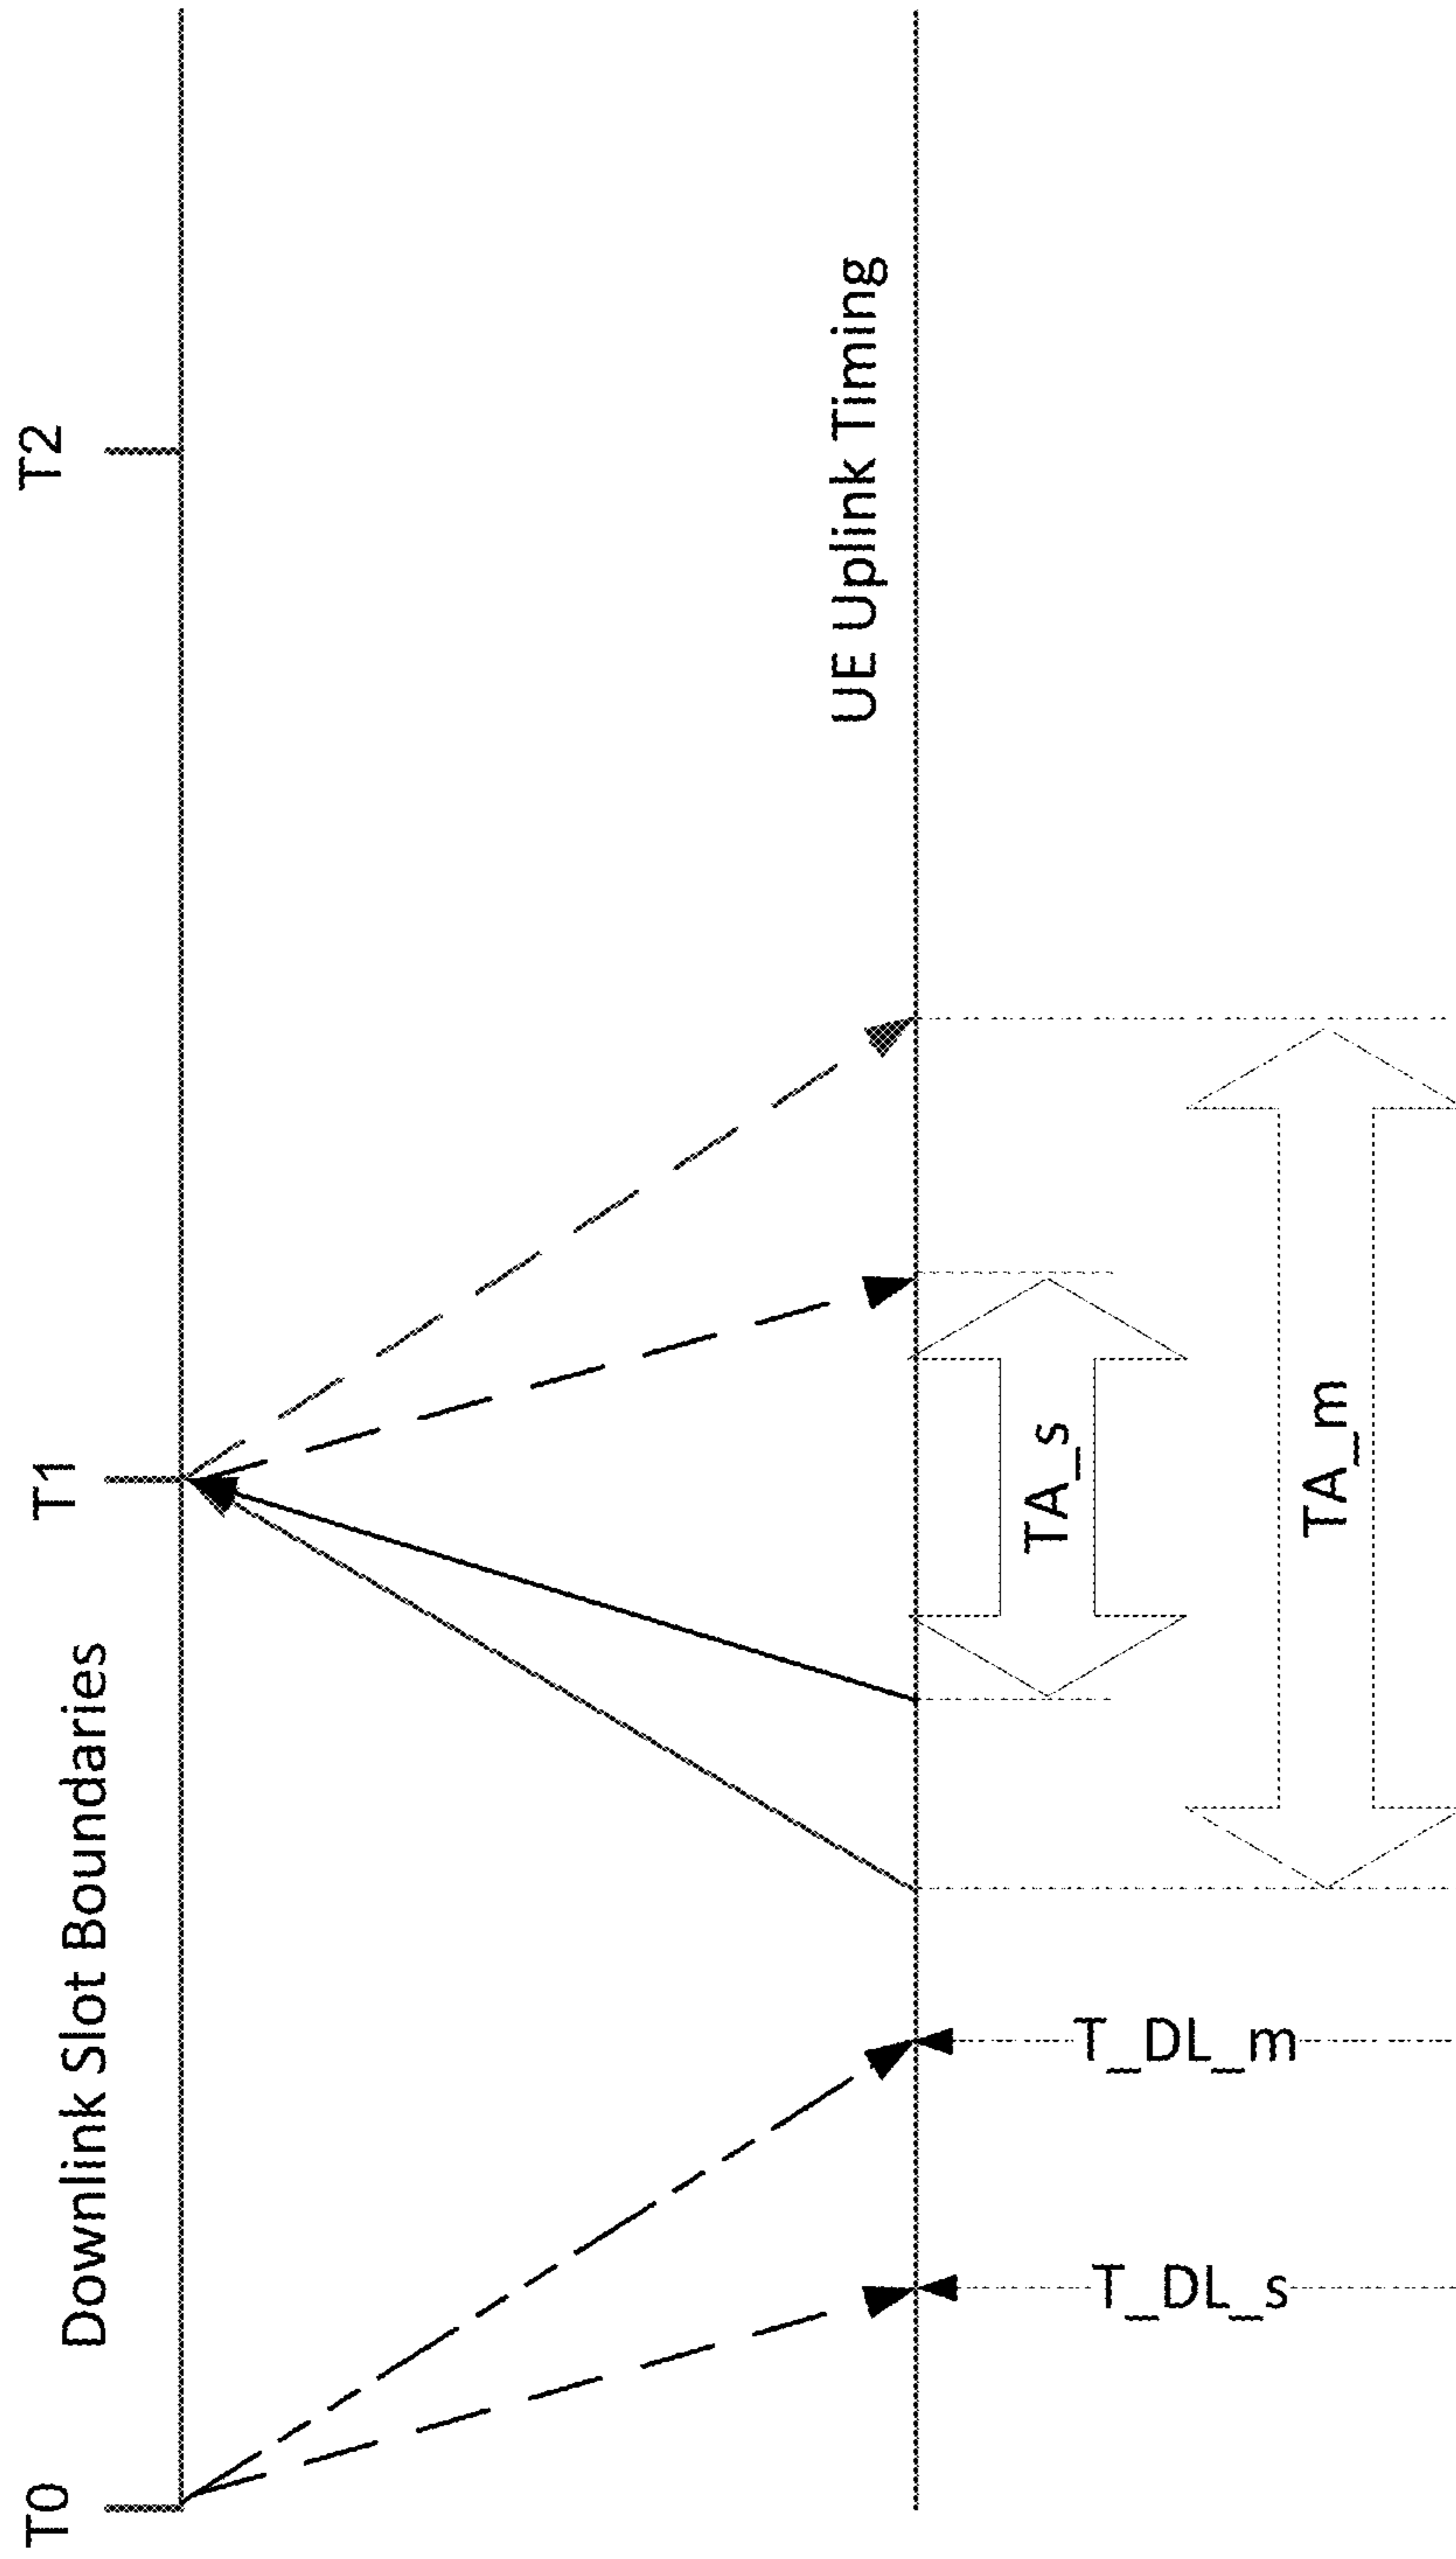 T0
T1
T2
Downlink Slot Boundaries
UE Uplink Timing
TA_s
T_DL_s
T_DL_m
TA_m